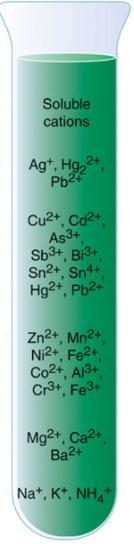 Soluble
cations
Ag⁺, Hg₂²⁺,
Pb²⁺
Cu²⁺, Cd²⁺,
As³⁺,
Sb³⁺, Bi³⁺,
Sn²⁺, Sn⁴⁺,
Hg²⁺, Pb²⁺
Zn²⁺, Mn²⁺,
Ni²⁺, Fe²⁺,
Co²⁺, Al³⁺,
Cr³⁺, Fe³⁺
Mg²⁺, Ca²⁺,
Ba²⁺
Na⁺, K⁺, NH₄⁺